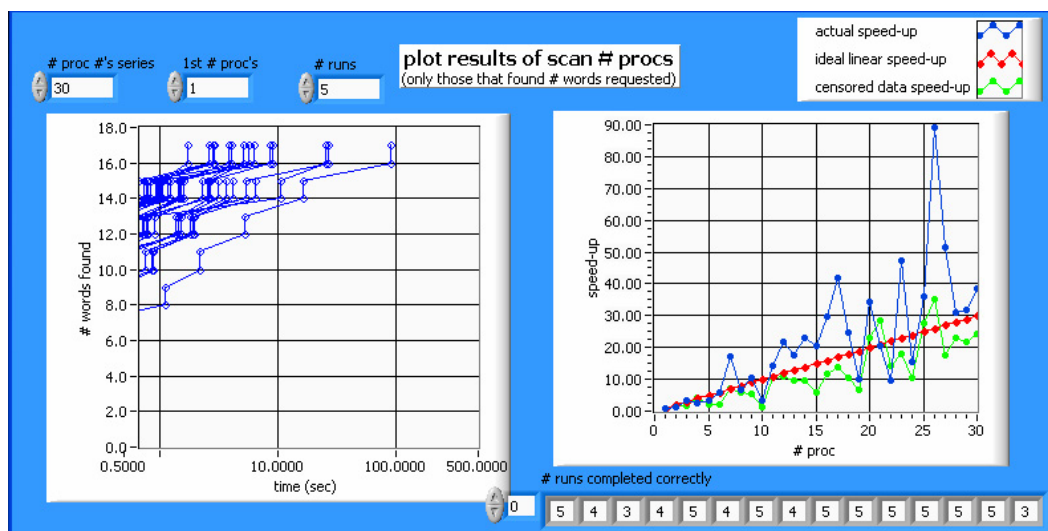 # proc #'s series
30
1st # proc's
1
# runs
5
plot results of scan # procs
(only those that found # words requested)
actual speed-up
ideal linear speed-up
censored data speed-up
18.0
16.0
14.0
12.0
10.0
8.0
6.0
4.0
2.0
0.0
# words found
0.5000 10.0000 100.0000 500.0000
time (sec)
90.00
80.00
70.00
60.00
50.00
40.00
30.00
20.00
10.00
0.00
speed-up
0 5 10 15 20 25 30
# proc
# runs completed correctly
0 5 4 3 4 5 4 5 4 5 5 5 5 5 3